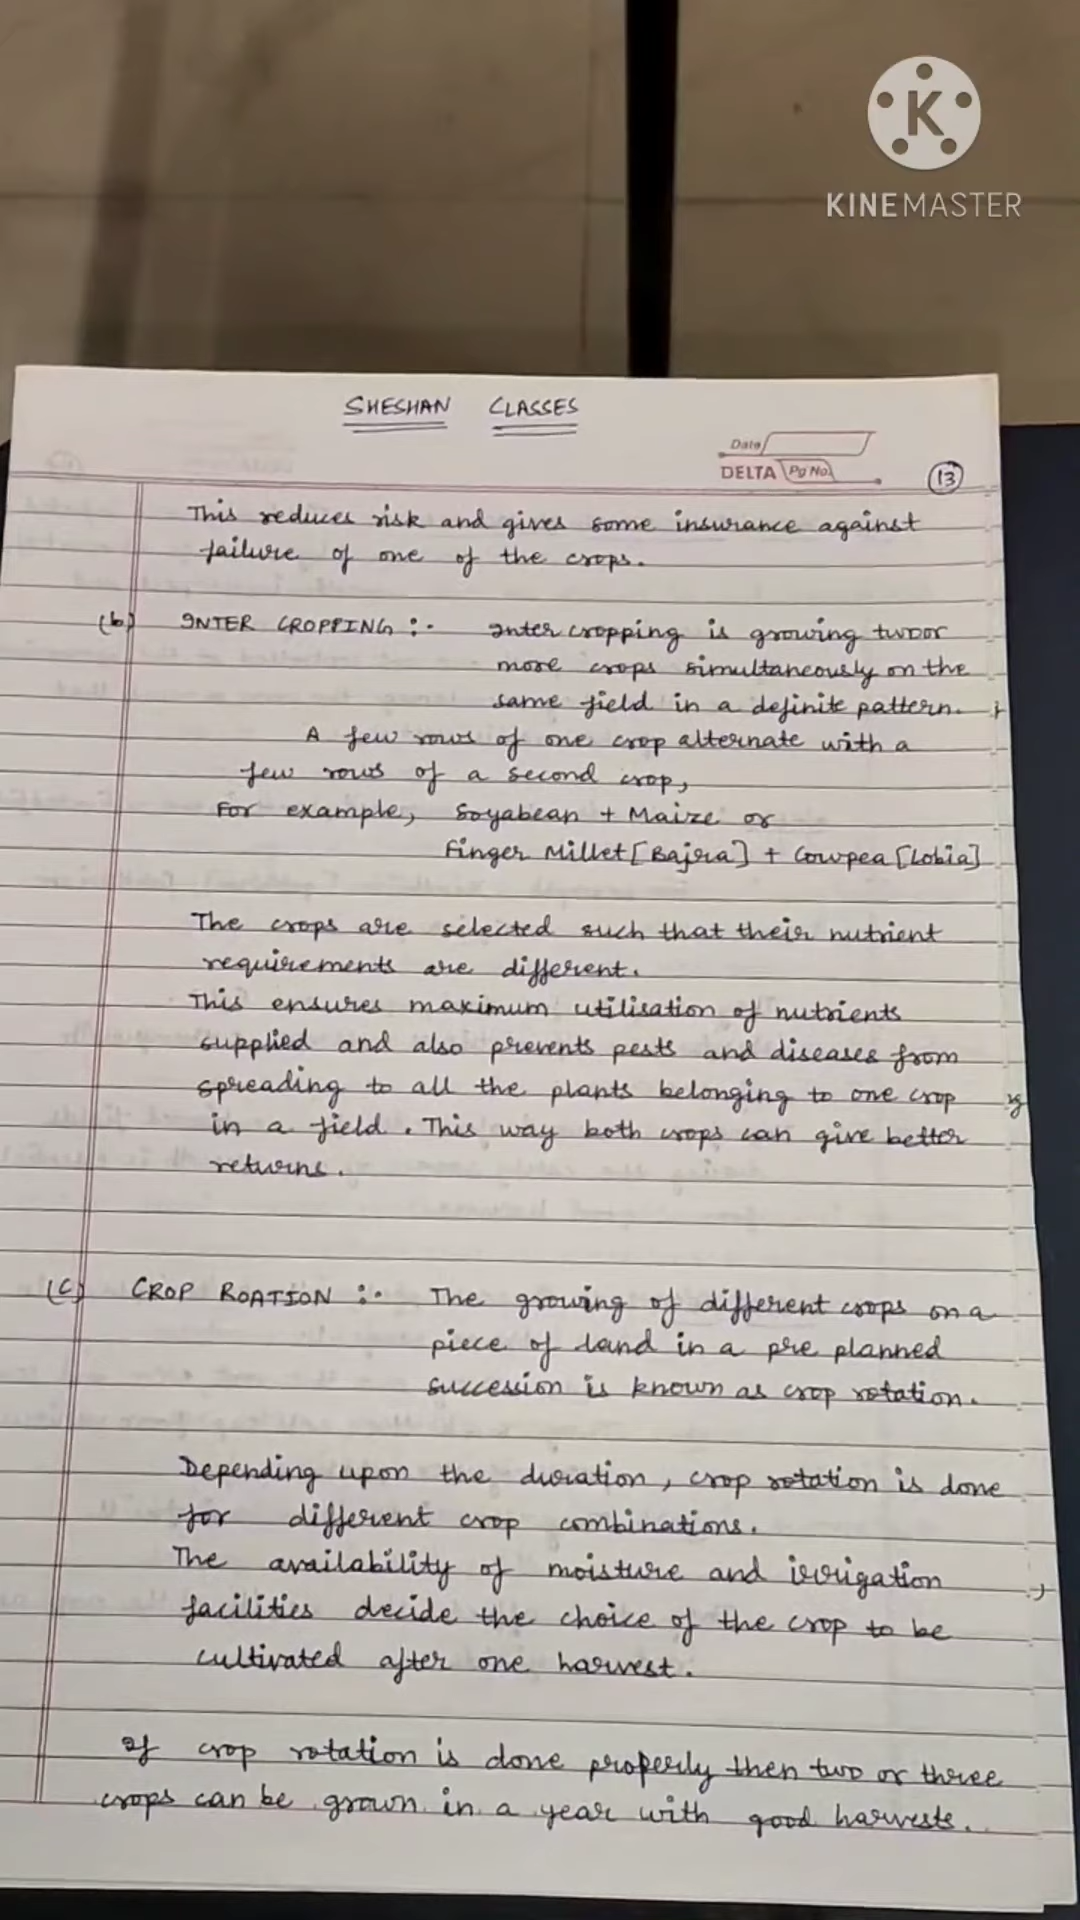 K
KINEMASTER
SHESHAN CLASSES
Date
DELTA Pg No.
13
This reduces risk and gives some insurance against
failure of one of the crops.
(b) INTER CROPPING :- Inter cropping is growing two or
more crops simultaneously on the
same field in a definite pattern.
A few rows of one crop alternate with a
few rows of a second crop,
For example, Soyabean + Maize or
Finger Millet [Bajra] + Cowpea [Lobia]
The crops are selected such that their nutrient
requirements are different.
This ensures maximum utilisation of nutrients
supplied and also prevents pests and diseases from
spreading to all the plants belonging to one crop
in a field. This way both crops can give better
returns.
(c) CROP ROATION :- The growing of different crops on a
piece of land in a pre planned
succession is known as crop rotation.
Depending upon the duration, crop rotation is done
for different crop combinations.
The availability of moisture and irrigation
facilities decide the choice of the crop to be
cultivated after one harvest.
If crop rotation is done properly then two or three
crops can be grown in a year with good harvests.